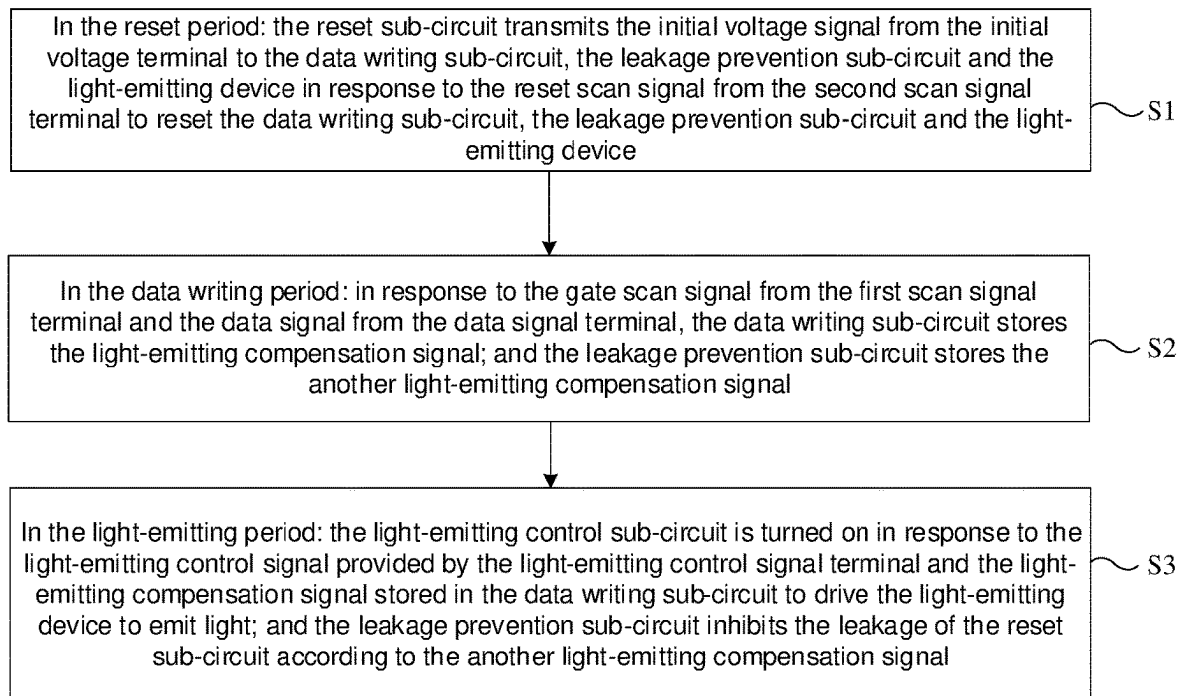 In the reset period: the reset sub-circuit transmits the initial voltage signal from the initial
voltage terminal to the data writing sub-circuit, the leakage prevention sub-circuit and the
light-emitting device in response to the reset scan signal from the second scan signal
terminal to reset the data writing sub-circuit, the leakage prevention sub-circuit and the light-
emitting device
S1
In the data writing period: in response to the gate scan signal from the first scan signal
terminal and the data signal from the data signal terminal, the data writing sub-circuit stores
the light-emitting compensation signal; and the leakage prevention sub-circuit stores the
another light-emitting compensation signal
S2
In the light-emitting period: the light-emitting control sub-circuit is turned on in response to the
light-emitting control signal provided by the light-emitting control signal terminal and the light-
emitting compensation signal stored in the data writing sub-circuit to drive the light-emitting
device to emit light; and the leakage prevention sub-circuit inhibits the leakage of the reset
sub-circuit according to the another light-emitting compensation signal
S3